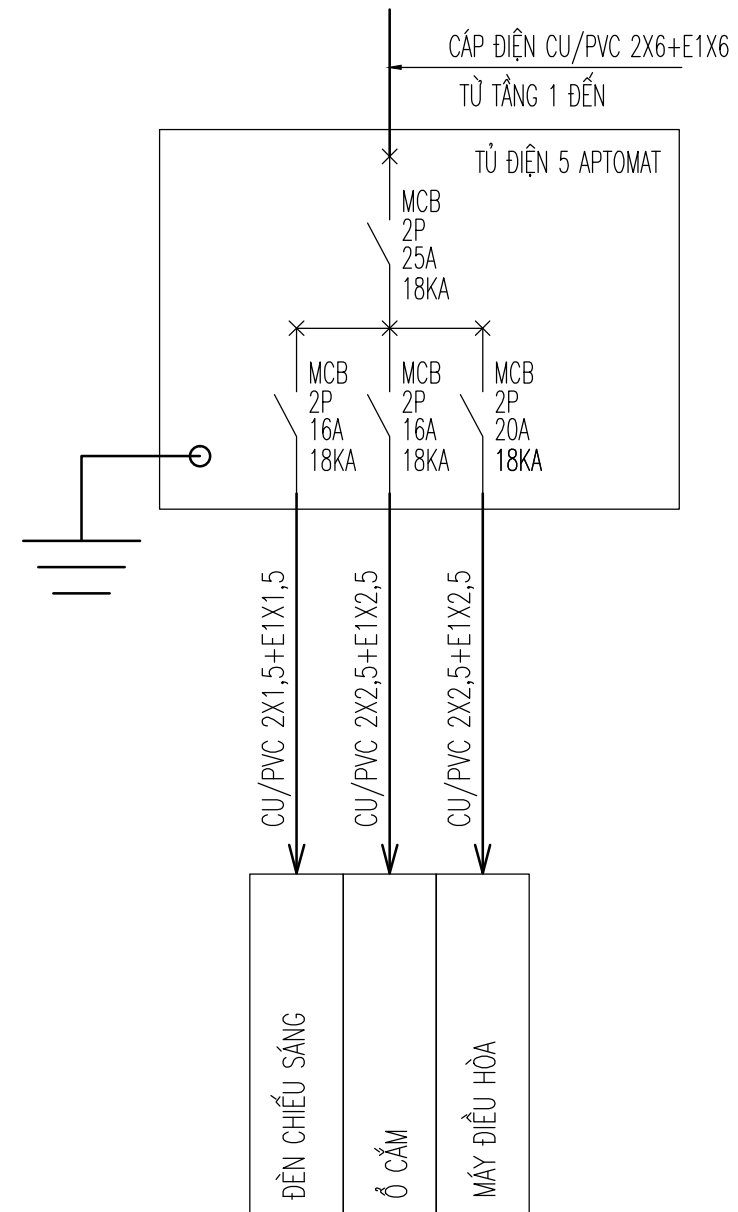 CÁP ĐIỆN CU/PVC 2X6+E1X6
TỪ TẦNG 1 ĐẾN
TỦ ĐIỆN 5 APTOMAT
MCB
2P
25A
18KA
MCB
2P
16A
18KA
MCB
2P
16A
18KA
MCB
2P
20A
18KA
CU/PVC 2X1,5+E1X1,5
CU/PVC 2X2,5+E1X2,5
CU/PVC 2X2,5+E1X2,5
ĐÈN CHIẾU SÁNG
Ổ CẮM
MÁY ĐIỀU HÒA